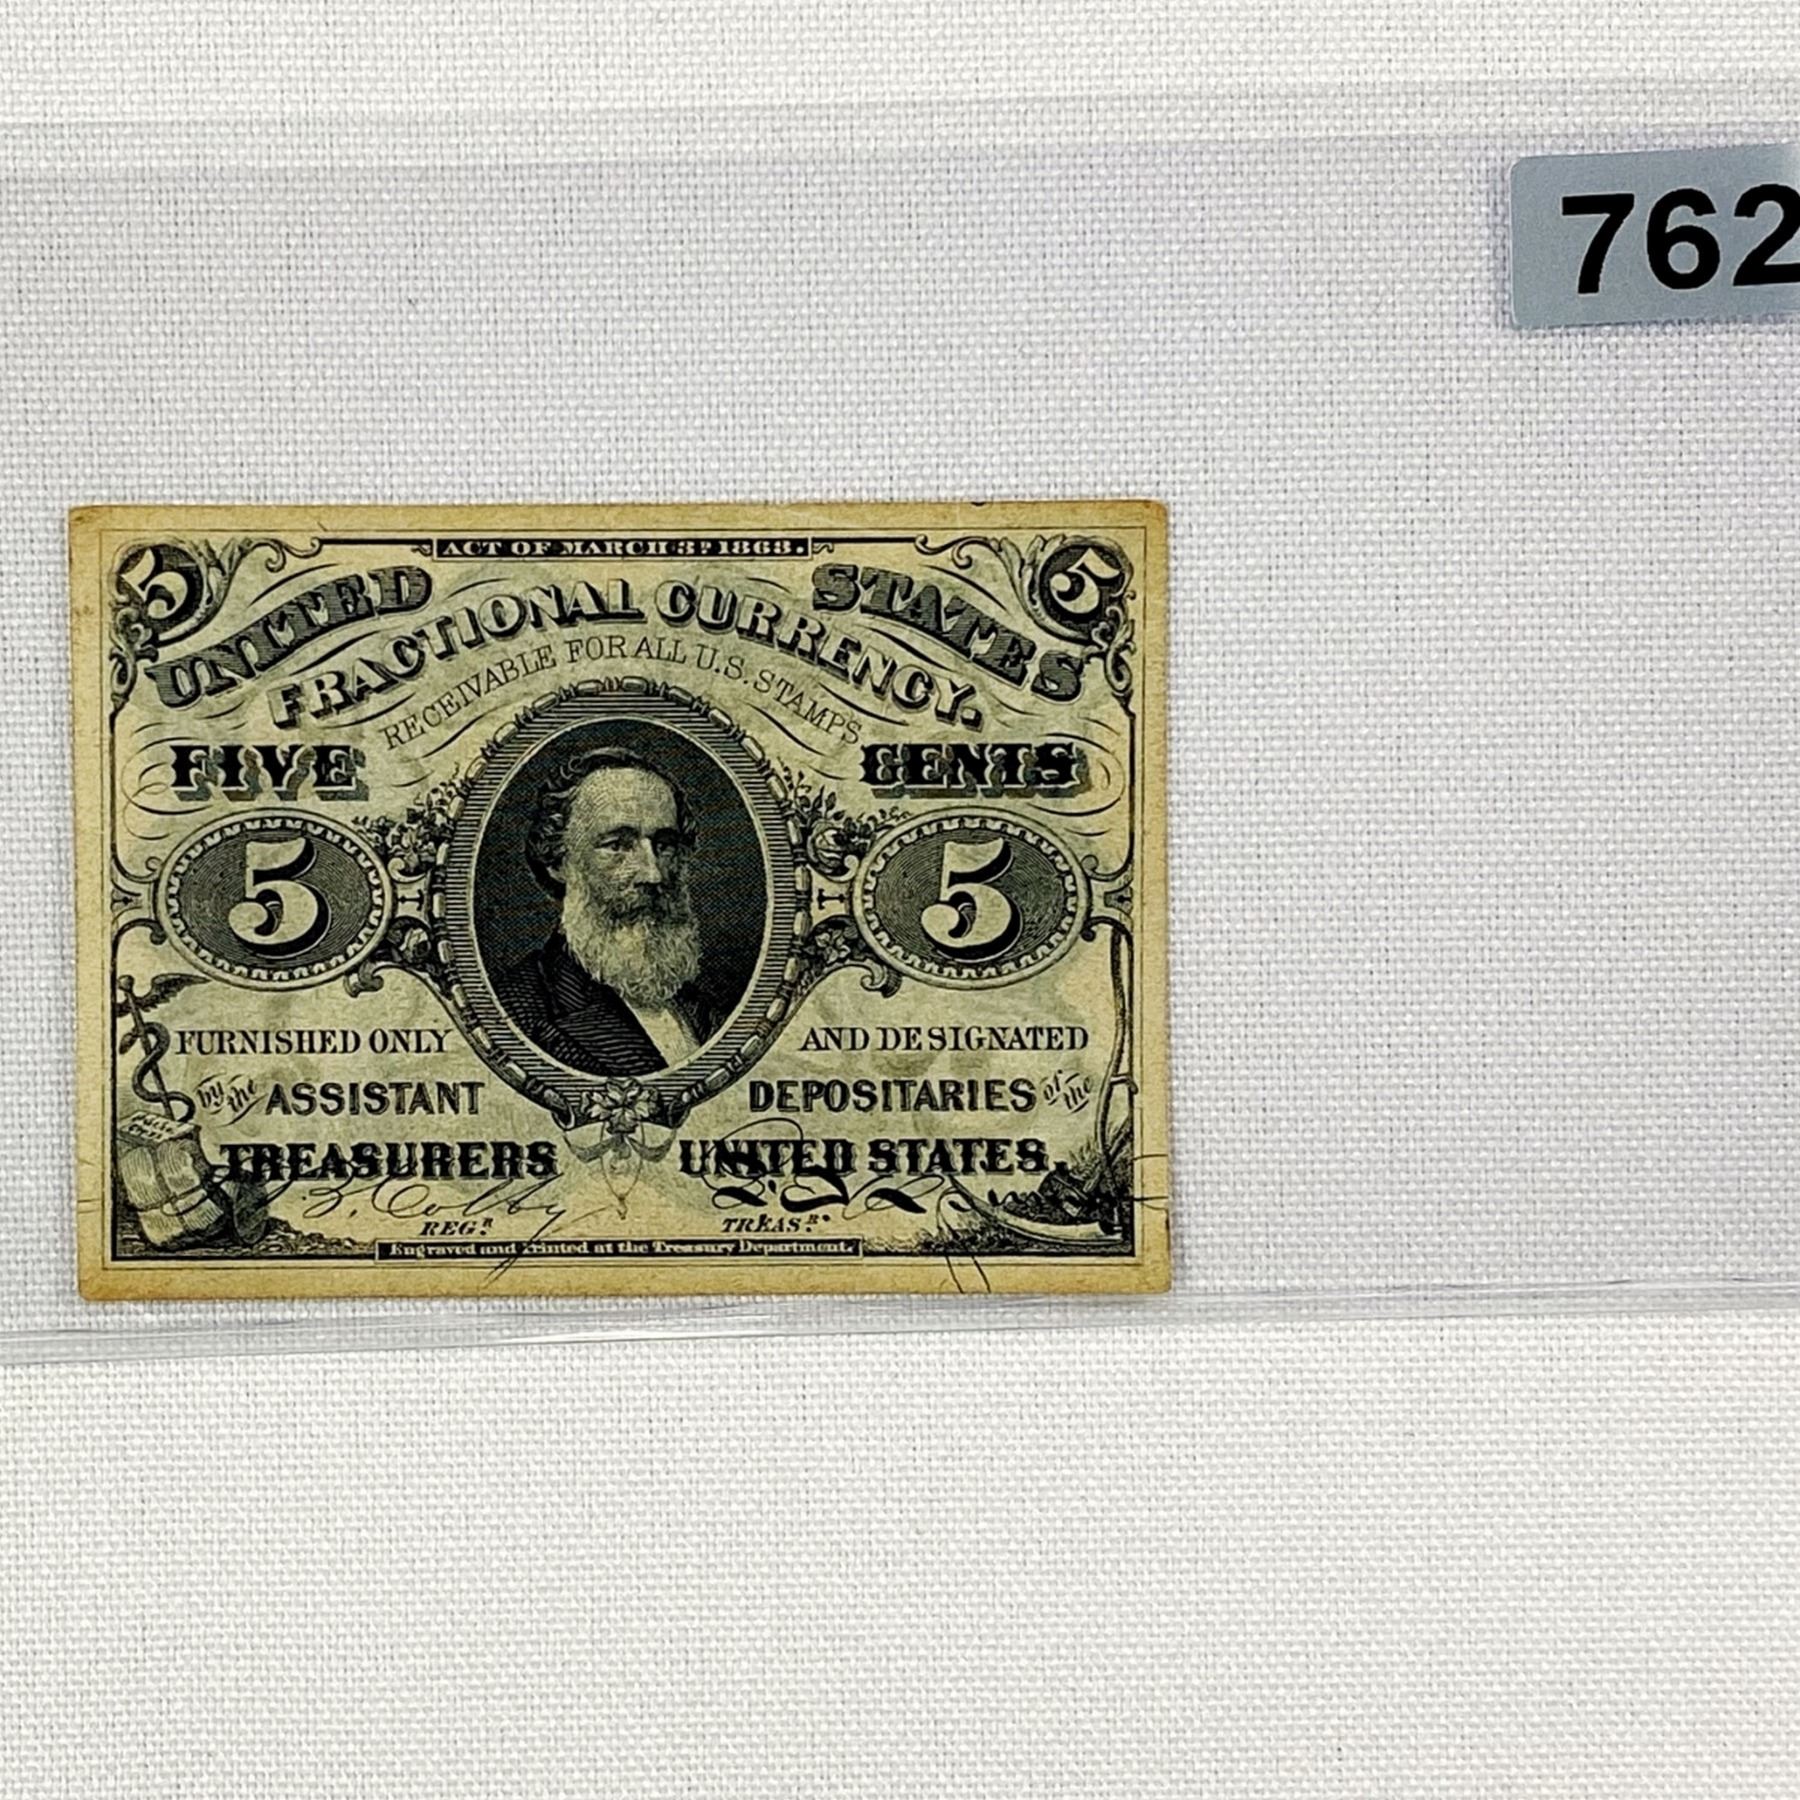 762
ACT OF MARCH 3D 1863.
5 5
UNITED STATES
FRACTIONAL CURRENCY.
RECEIVABLE FOR ALL U.S. STAMPS
FIVE CENTS
5 5
FURNISHED ONLY AND DESIGNATED
by the ASSISTANT DEPOSITARIES of the
TREASURERS UNITED STATES.
S. Colby
REG.R TREAS.R
Engraved and Printed at the Treasury Department.